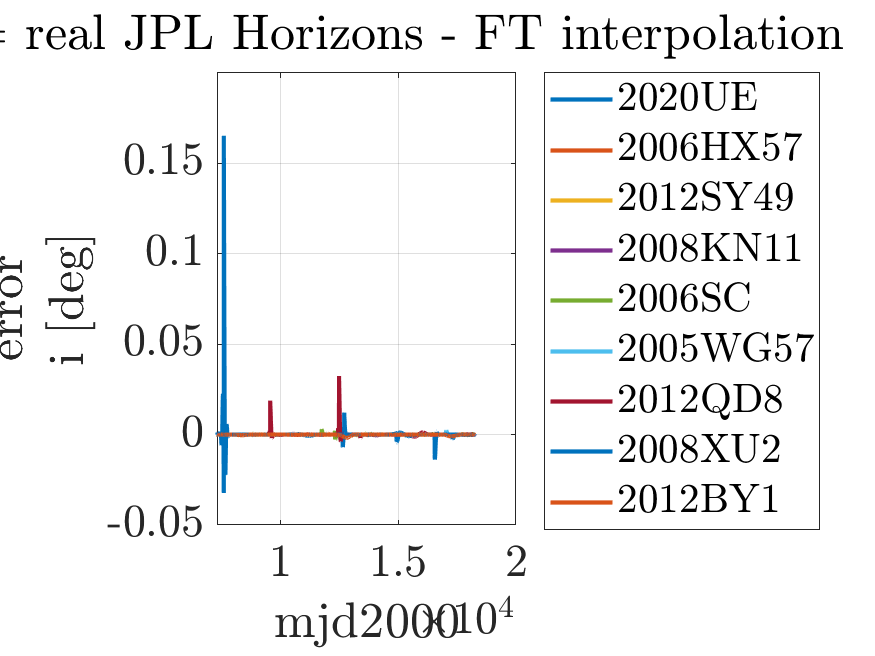 = real JPL Horizons - FT interpolation
error
i [deg]
0.15
0.1
0.05
0
-0.05
1
1.5
2
mjd2000
×10^4
2020UE
2006HX57
2012SY49
2008KN11
2006SC
2005WG57
2012QD8
2008XU2
2012BY1